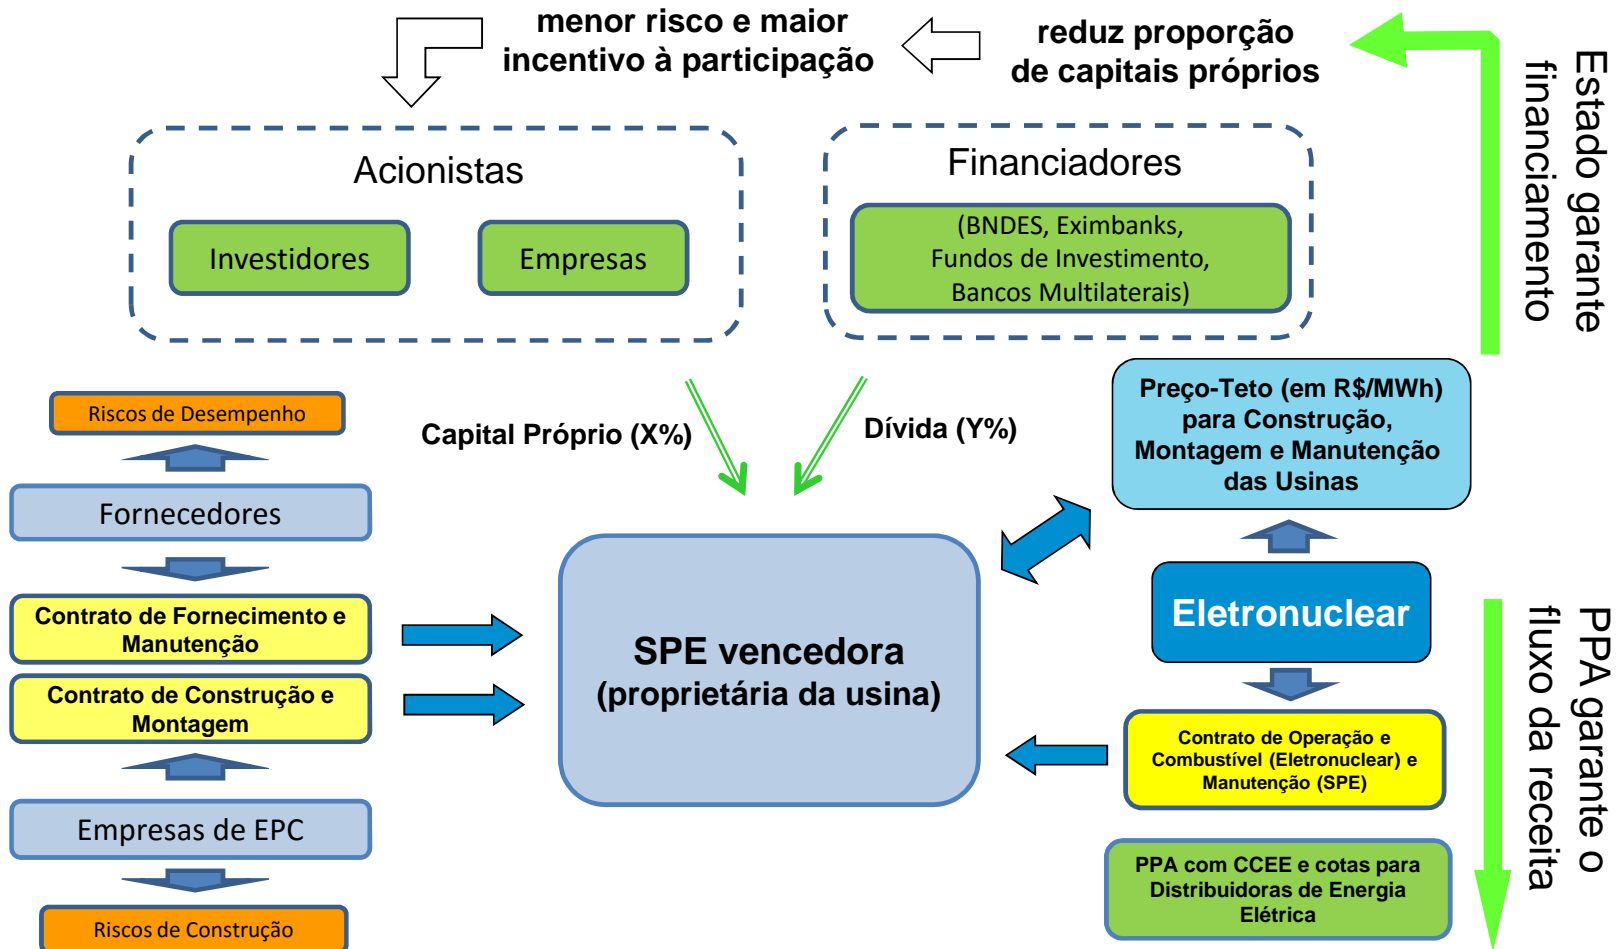 menor risco e maior
incentivo à participação
reduz proporção
de capitais próprios
Estado garante
financiamento
Acionistas
Investidores
Empresas
Financiadores
(BNDES, Eximbanks,
Fundos de Investimento,
Bancos Multilaterais)
Capital Próprio (X%)
Dívida (Y%)
Riscos de Desempenho
Fornecedores
Contrato de Fornecimento e
Manutenção
Contrato de Construção e
Montagem
Empresas de EPC
Riscos de Construção
SPE vencedora
(proprietária da usina)
Preço-Teto (em R$/MWh)
para Construção,
Montagem e Manutenção
das Usinas
Eletronuclear
Contrato de Operação e
Combustível (Eletronuclear) e
Manutenção (SPE)
PPA com CCEE e cotas para
Distribuidoras de Energia
Elétrica
PPA garante o
fluxo da receita